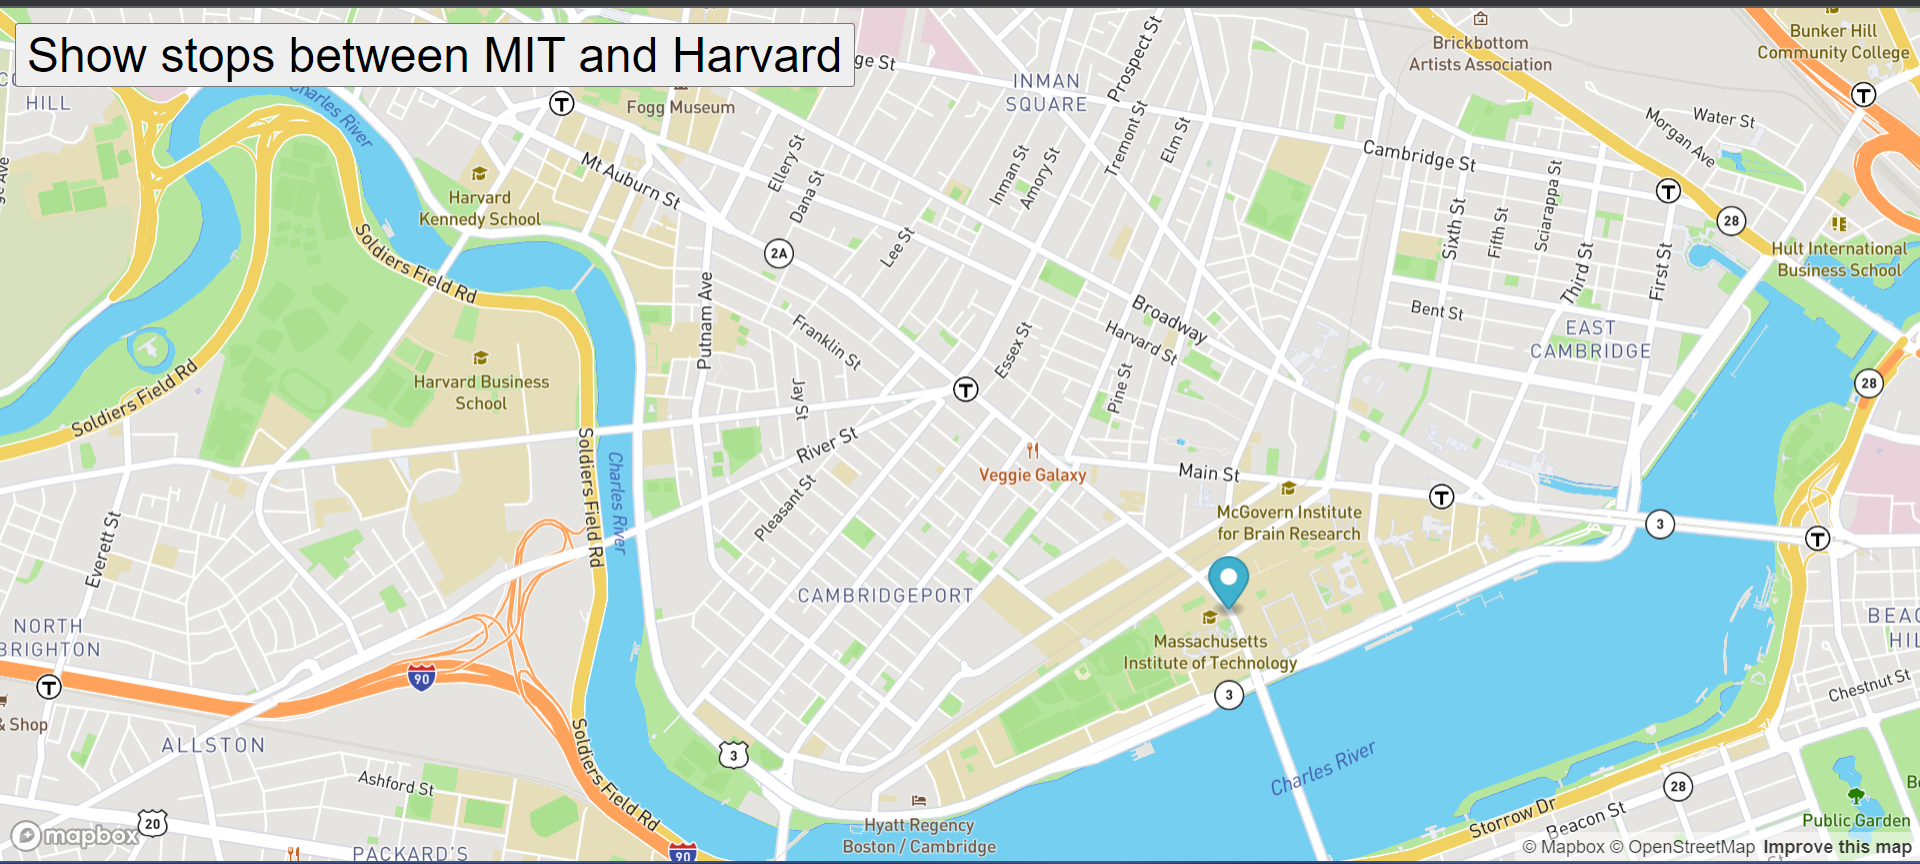 Show stops between MIT and Harvard
ge St
HILL
Charles River
T
Fogg Museum
INMAN
SQUARE
Prospect St
Brickbottom
Artists Association
Bunker Hill
Community College
T
Tremont St
Elm St
Water St
Morgan Ave
Cambridge St
Harvard
Kennedy School
Mt Auburn St
Ellery St
Dana St
Inman St
Amory St
Sixth St
Fifth St
Sciarappa St
T
28
Soldiers Field Rd
2A
Lee St
Third St
First St
Hult International
Business School
Putnam Ave
Franklin St
Essex St
Broadway
Harvard St
Bent St
EAST
CAMBRIDGE
Harvard Business
School
Jay St
T
Pine St
28
Soldiers Field Rd
Soldiers Field Rd
Charles River
River St
Pleasant St
Veggie Galaxy
Main St
T
McGovern Institute
for Brain Research
3
T
Everett St
CAMBRIDGEPORT
NORTH
BRIGHTON
Massachusetts
Institute of Technology
BEAC
HIL
90
T
3
Chestnut St
& Shop
ALLSTON
Soldiers Field Rd
3
Charles River
Ashford St
28
20
Storrow Dr
Beacon St
Public Garden
Hyatt Regency
Boston / Cambridge
mapbox
90
PACKARD'S
© Mapbox © OpenStreetMap Improve this map